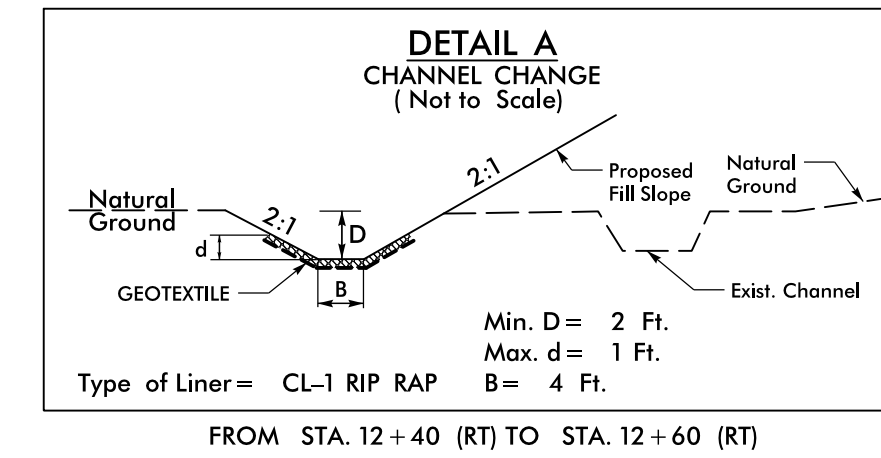 DETAIL A
CHANNEL CHANGE
( Not to Scale)
Natural
Ground
2:1
D
d
GEOTEXTILE
B
2:1
Proposed
Fill Slope
Natural
Ground
Exist. Channel
Min. D = 2 Ft.
Max. d = 1 Ft.
Type of Liner = CL–1 RIP RAP B = 4 Ft.
FROM STA. 12+40 (RT) TO STA. 12+60 (RT)